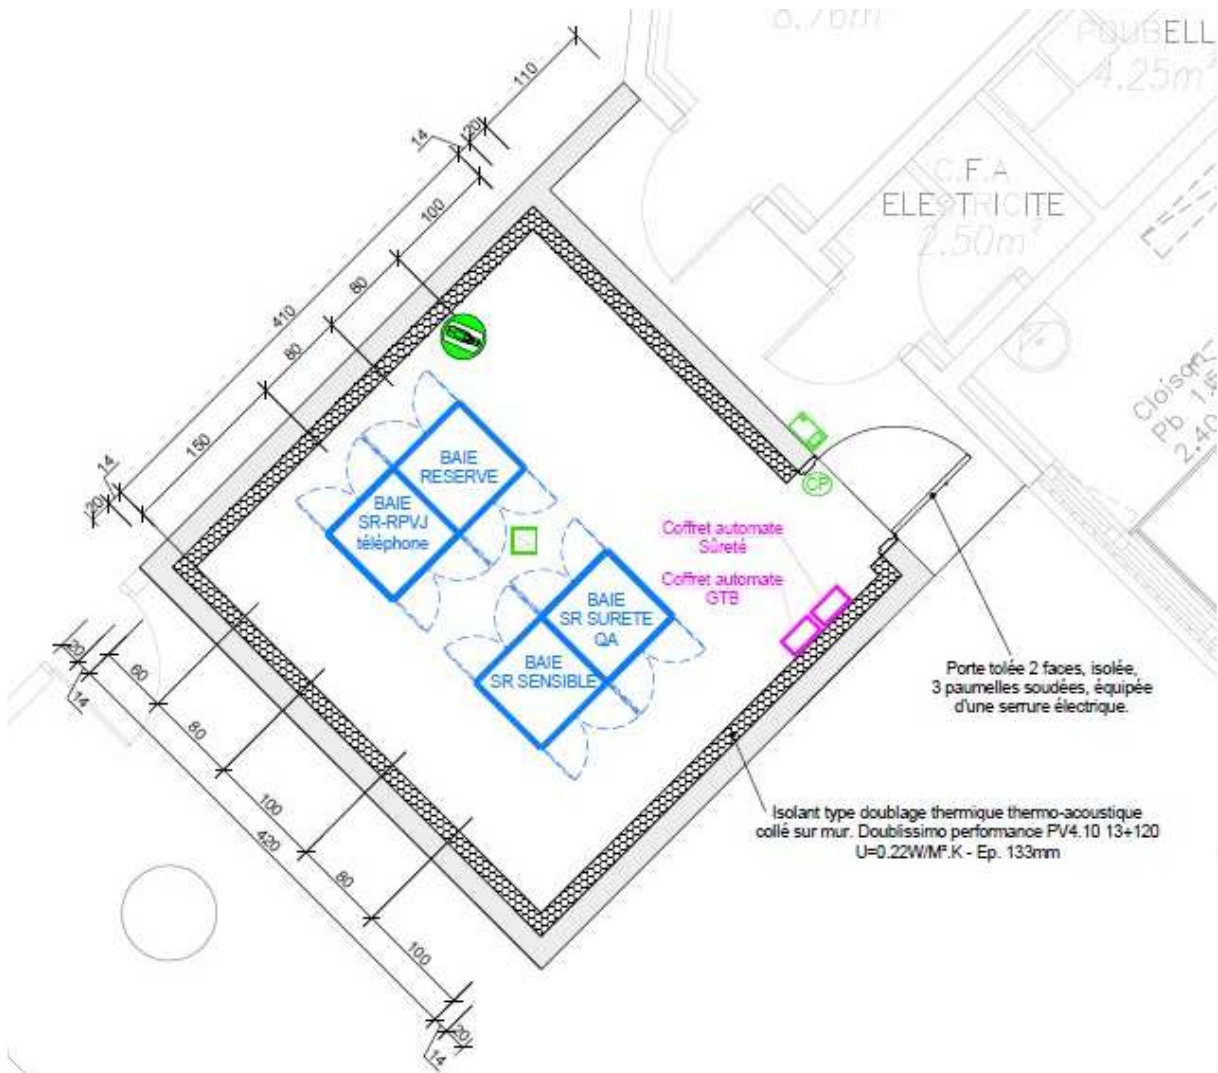 8.76m²
POUBELL
4.25m²
C.F.A
ELECTRICITE
2.50m²
Cloison
Pb 1.5
2.40
110
20
14
100
80
410
80
150
14
20
BAIE
RESERVE
BAIE
SR-RPVJ
téléphone
BAIE
SR SURETE
QA
BAIE
SR SENSIBLE
CP
Coffret automate
Sûreté
Coffret automate
GTB
Porte tolée 2 faces, isolée,
3 paumelles soudées, équipée
d'une serrure électrique.
Isolant type doublage thermique thermo-acoustique
collé sur mur. Doublissimo performance PV4.10 13+120
U=0.22W/M².K - Ep. 133mm
20
14
60
80
100
420
80
100
20
14